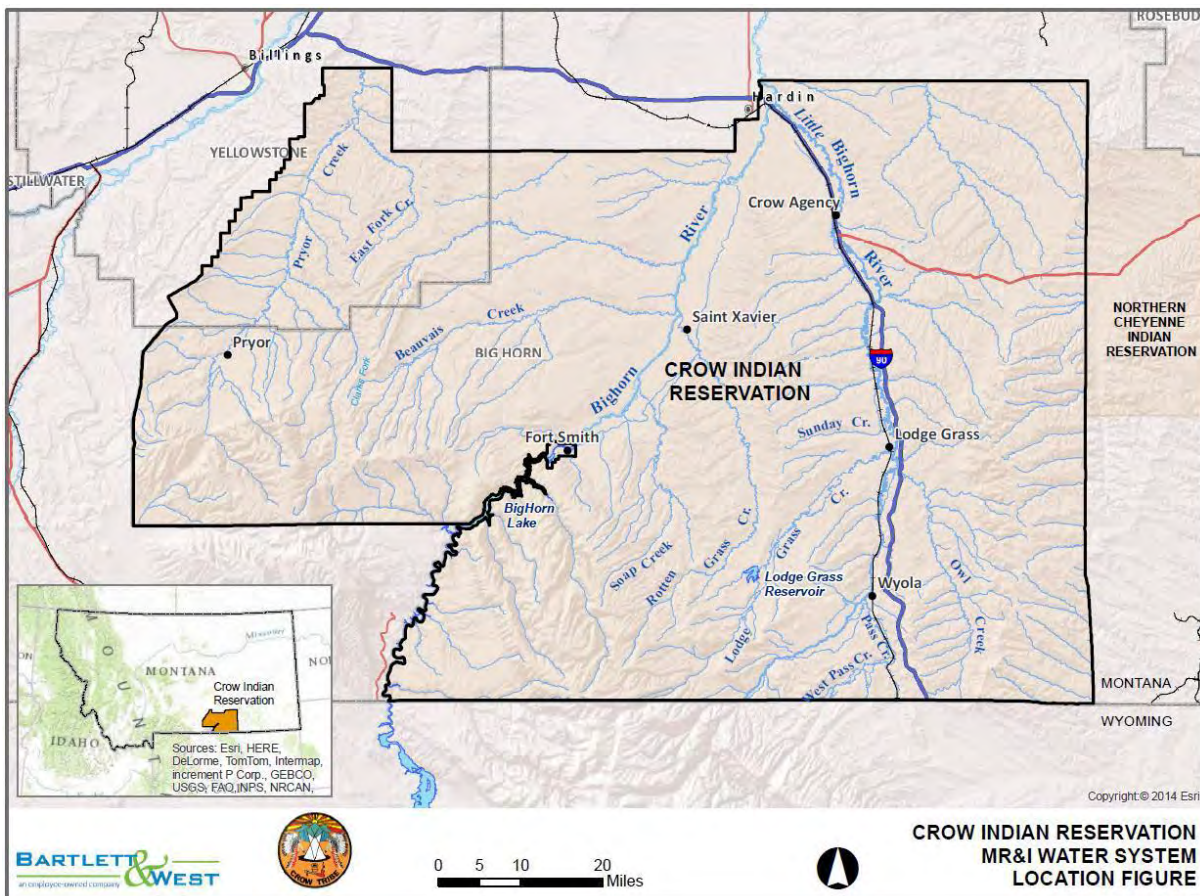 ROSEBUD
Billings
Hardin
YELLOWSTONE
STILLWATER
Little
Bighorn
River
Crow Agency
Creek
Pryor
East Fork Cr.
River
Bighorn
Beauvais Creek
Saint Xavier
BIG HORN
NORTHERN
CHEYENNE
INDIAN
RESERVATION
Pryor
Clarks Fork
90
CROW INDIAN
RESERVATION
Sunday Cr.
Lodge Grass
Fort Smith
BigHorn
Lake
Soap Creek
Rotten Grass Cr.
Lodge Grass Cr.
Lodge Grass
Reservoir
Wyola
Owl
Creek
Pass Cr.
West Pass Cr.
MONTANA
WYOMING
MOUNT
Missouri
MONTANA
Crow Indian
Reservation
IDAHO
Sources: Esri, HERE,
DeLorme, TomTom, Intermap,
increment P Corp., GEBCO,
USGS, FAO, NPS, NRCAN,
Copyright:© 2014 Esri
BARTLETT
&WEST
an employee-owned company
CROW TRIBE
0 5 10 20
Miles
CROW INDIAN RESERVATION
MR&I WATER SYSTEM
LOCATION FIGURE